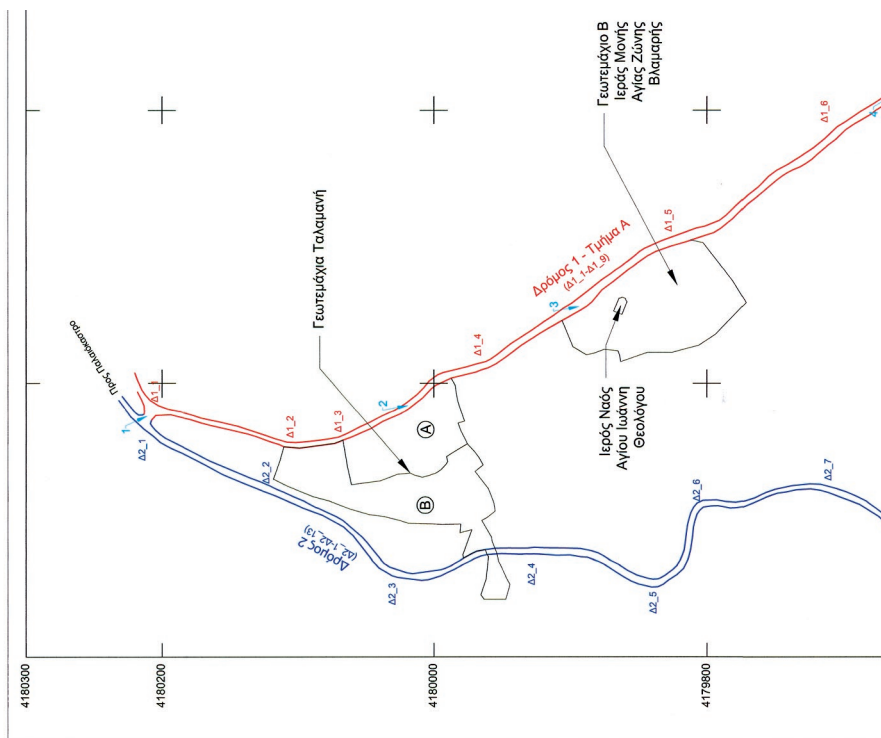 4180300
4180200
4180000
4179800
Προς Παλαιόκαστρο
Δ1_1
Δ1_2
Δ1_3
Δ1_4
Δ1_5
Δ1_6
Δ2_1
Δ2_2
Δ2_3
Δ2_4
Δ2_5
Δ2_6
Δ2_7
1
2
3
4
Α
Β
Γεωτεμάχια Ταλαμανή
Δρόμος 1 - Τμήμα Α
(Δ1_1-Δ1_9)
Δρόμος 2
(Δ2_1-Δ2_13)
Γεωτεμάχιο Β
Ιεράς Μονής
Αγίας Ζώνης
Βλαμαρής
Ιερός Ναός
Αγίου Ιωάννη
Θεολόγου